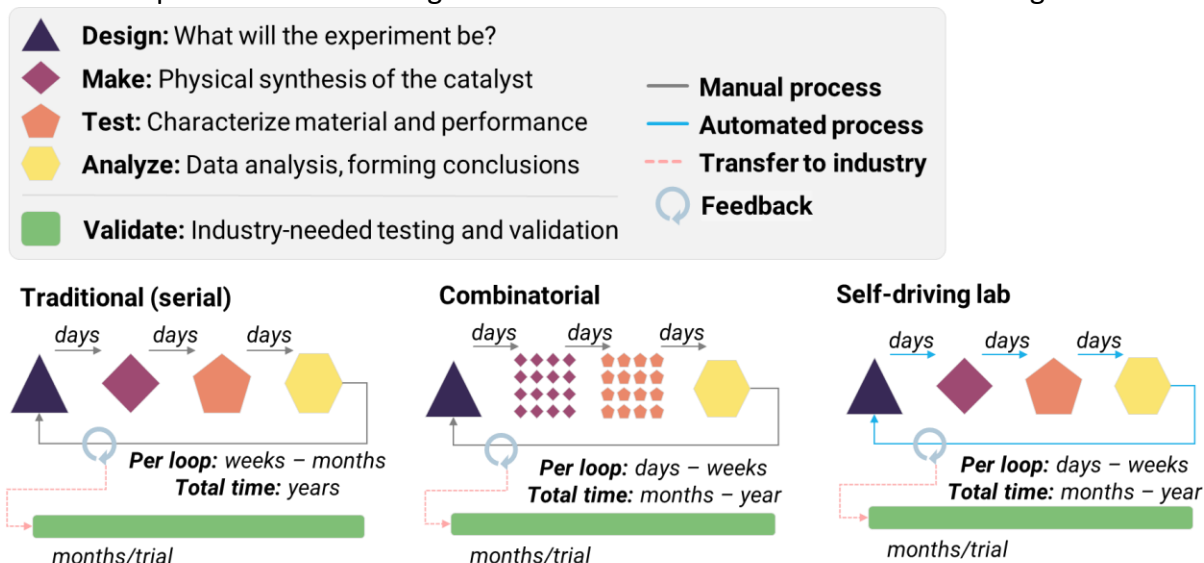 Design: What will the experiment be?
Make: Physical synthesis of the catalyst
Test: Characterize material and performance
Analyze: Data analysis, forming conclusions
Validate: Industry-needed testing and validation
Manual process
Automated process
Transfer to industry
Feedback
Traditional (serial)
days days days
Per loop: weeks – months
Total time: years
months/trial
Combinatorial
days days days
Per loop: days – weeks
Total time: months – year
months/trial
Self-driving lab
days days days
Per loop: days – weeks
Total time: months – year
months/trial